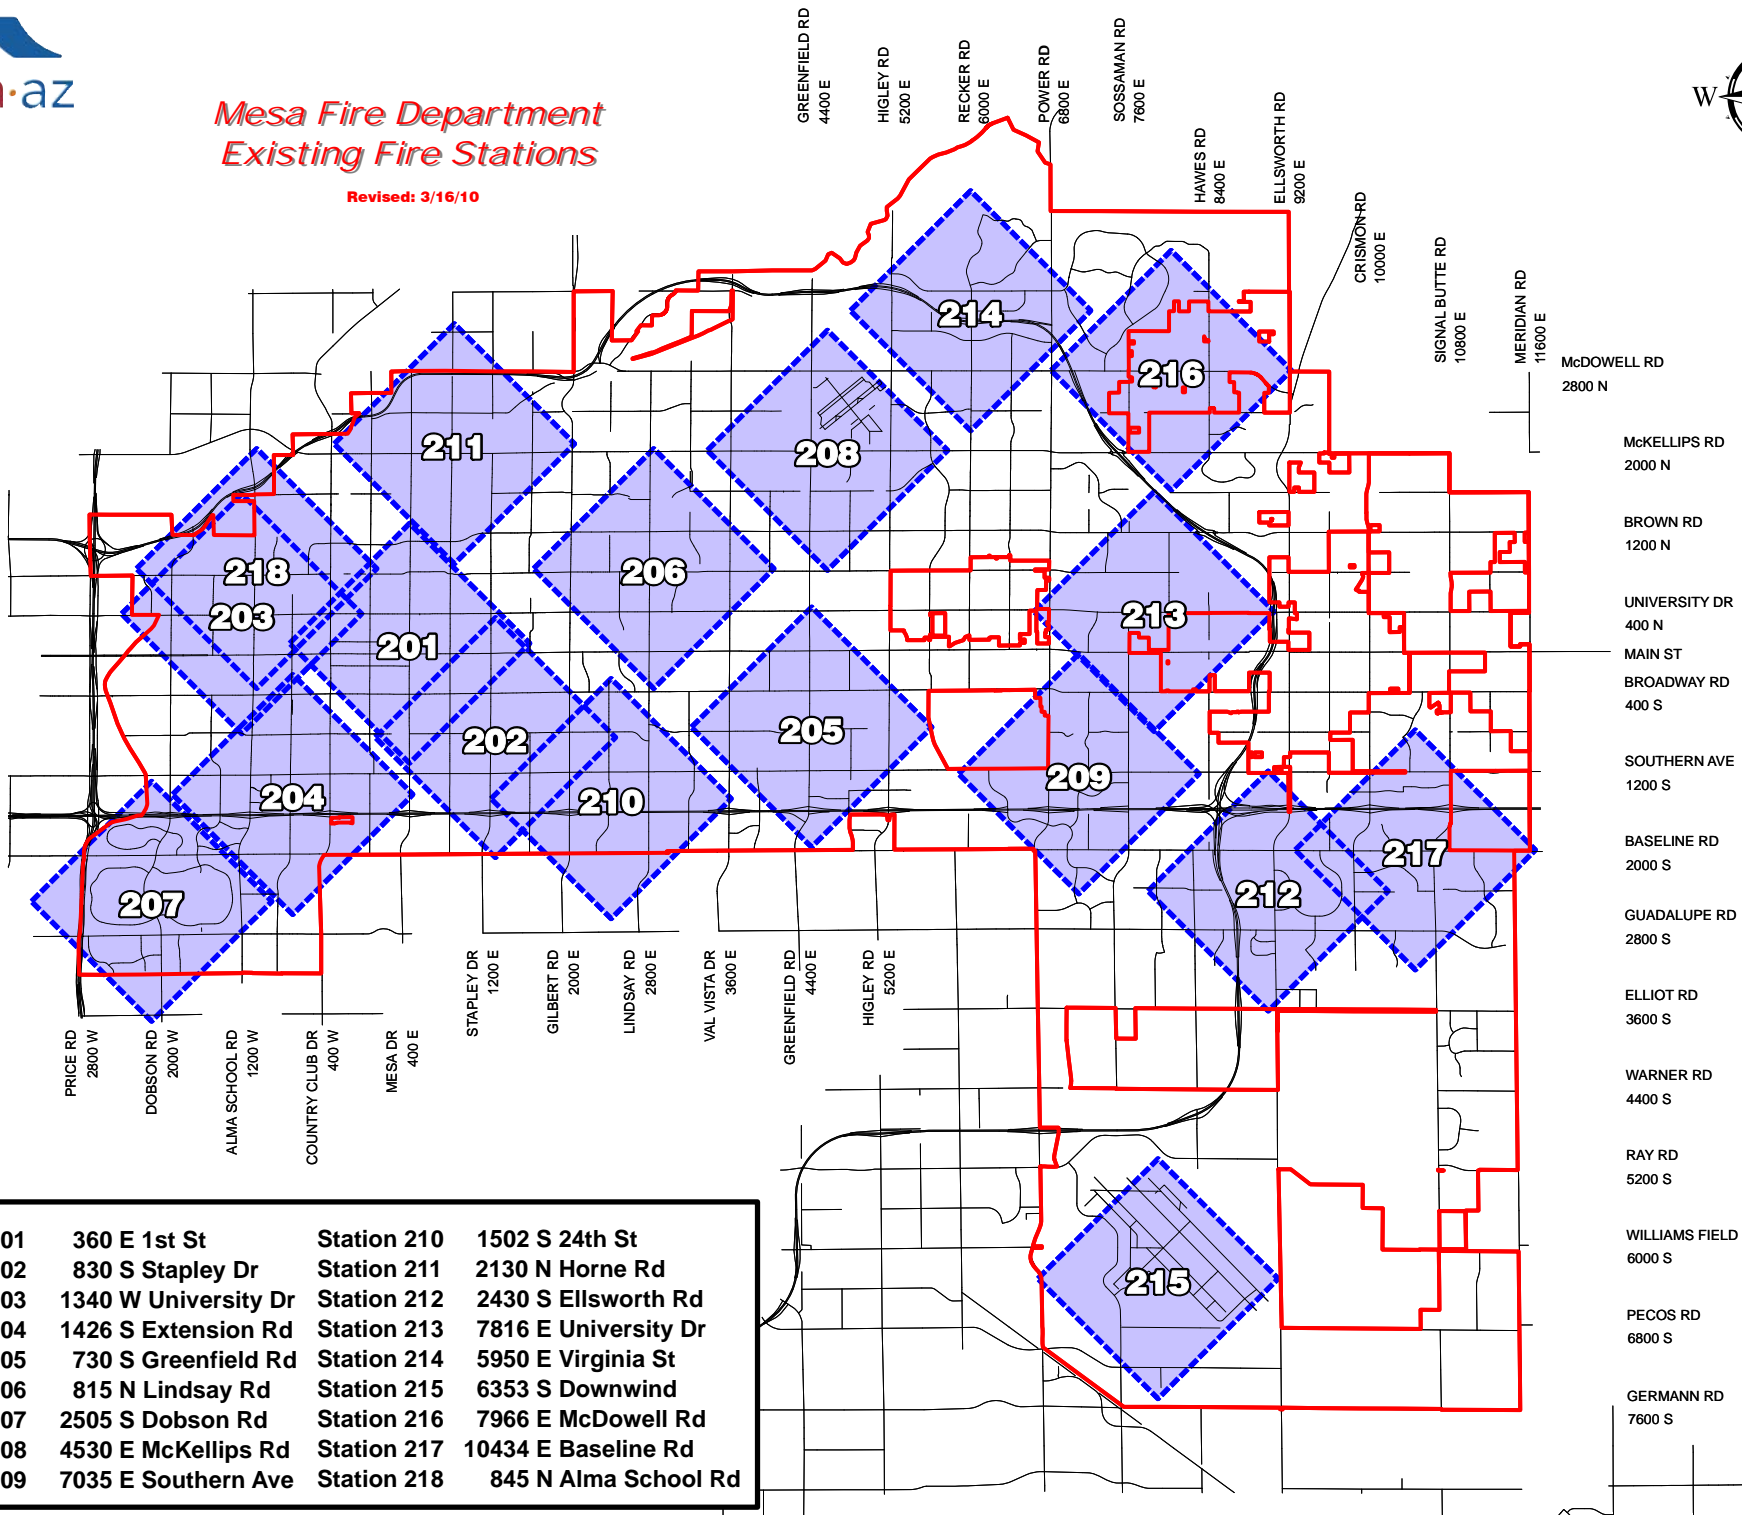 az
Mesa Fire Department
Existing Fire Stations
Revised: 3/16/10
W
GREENFIELD RD
4400 E
HIGLEY RD
5200 E
RECKER RD
6000 E
POWER RD
6800 E
SOSSAMAN RD
7600 E
HAWES RD
8400 E
ELLSWORTH RD
9200 E
CRISMON RD
10000 E
SIGNAL BUTTE RD
10800 E
MERIDIAN RD
11600 E
McDOWELL RD
2800 N
McKELLIPS RD
2000 N
BROWN RD
1200 N
UNIVERSITY DR
400 N
MAIN ST
BROADWAY RD
400 S
SOUTHERN AVE
1200 S
BASELINE RD
2000 S
GUADALUPE RD
2800 S
ELLIOT RD
3600 S
WARNER RD
4400 S
RAY RD
5200 S
WILLIAMS FIELD
6000 S
PECOS RD
6800 S
GERMANN RD
7600 S
214
216
211
208
218
206
203
213
201
202
205
209
204
210
217
212
207
215
PRICE RD
2800 W
DOBSON RD
2000 W
ALMA SCHOOL RD
1200 W
COUNTRY CLUB DR
400 W
MESA DR
400 E
STAPLEY DR
1200 E
GILBERT RD
2000 E
LINDSAY RD
2800 E
VAL VISTA DR
3600 E
GREENFIELD RD
4400 E
HIGLEY RD
5200 E
01 360 E 1st St Station 210 1502 S 24th St
02 830 S Stapley Dr Station 211 2130 N Horne Rd
03 1340 W University Dr Station 212 2430 S Ellsworth Rd
04 1426 S Extension Rd Station 213 7816 E University Dr
05 730 S Greenfield Rd Station 214 5950 E Virginia St
06 815 N Lindsay Rd Station 215 6353 S Downwind
07 2505 S Dobson Rd Station 216 7966 E McDowell Rd
08 4530 E McKellips Rd Station 217 10434 E Baseline Rd
09 7035 E Southern Ave Station 218 845 N Alma School Rd